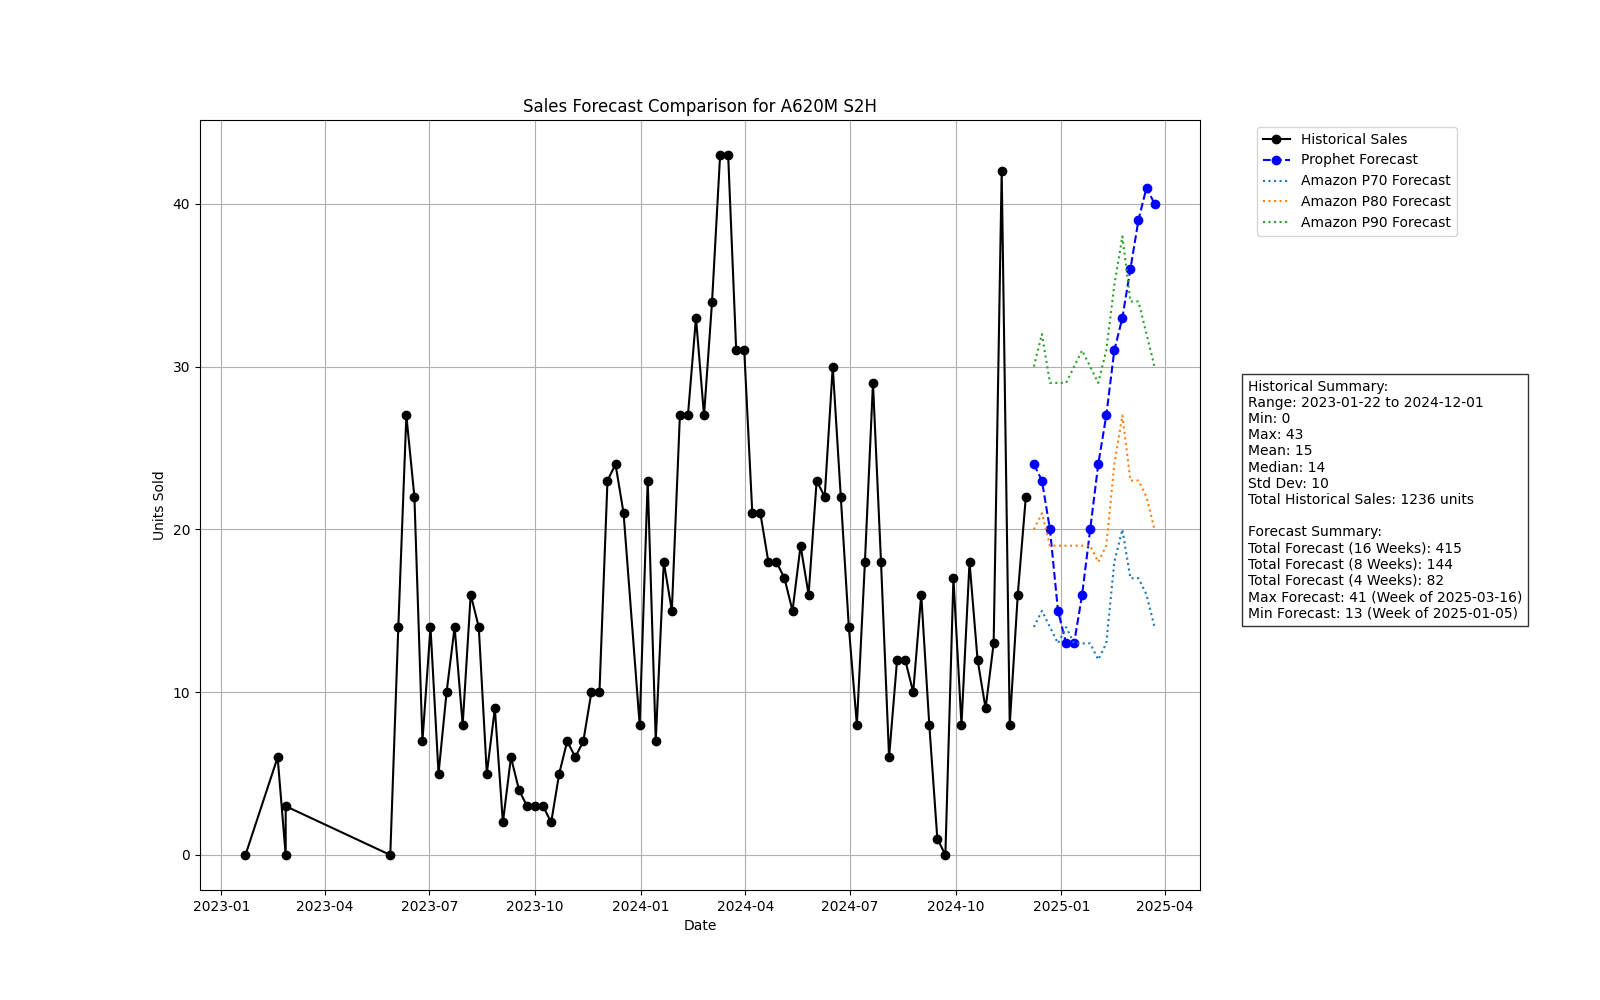 Sales Forecast Comparison for A620M S2H
Historical Sales
Prophet Forecast
Amazon P70 Forecast
Amazon P80 Forecast
Amazon P90 Forecast
Units Sold
40
30
20
10
0
Historical Summary:
Range: 2023-01-22 to 2024-12-01
Min: 0
Max: 43
Mean: 15
Median: 14
Std Dev: 10
Total Historical Sales: 1236 units
Forecast Summary:
Total Forecast (16 Weeks): 415
Total Forecast (8 Weeks): 144
Total Forecast (4 Weeks): 82
Max Forecast: 41 (Week of 2025-03-16)
Min Forecast: 13 (Week of 2025-01-05)
2023-01 2023-04 2023-07 2023-10 2024-01 2024-04 2024-07 2024-10 2025-01 2025-04
Date